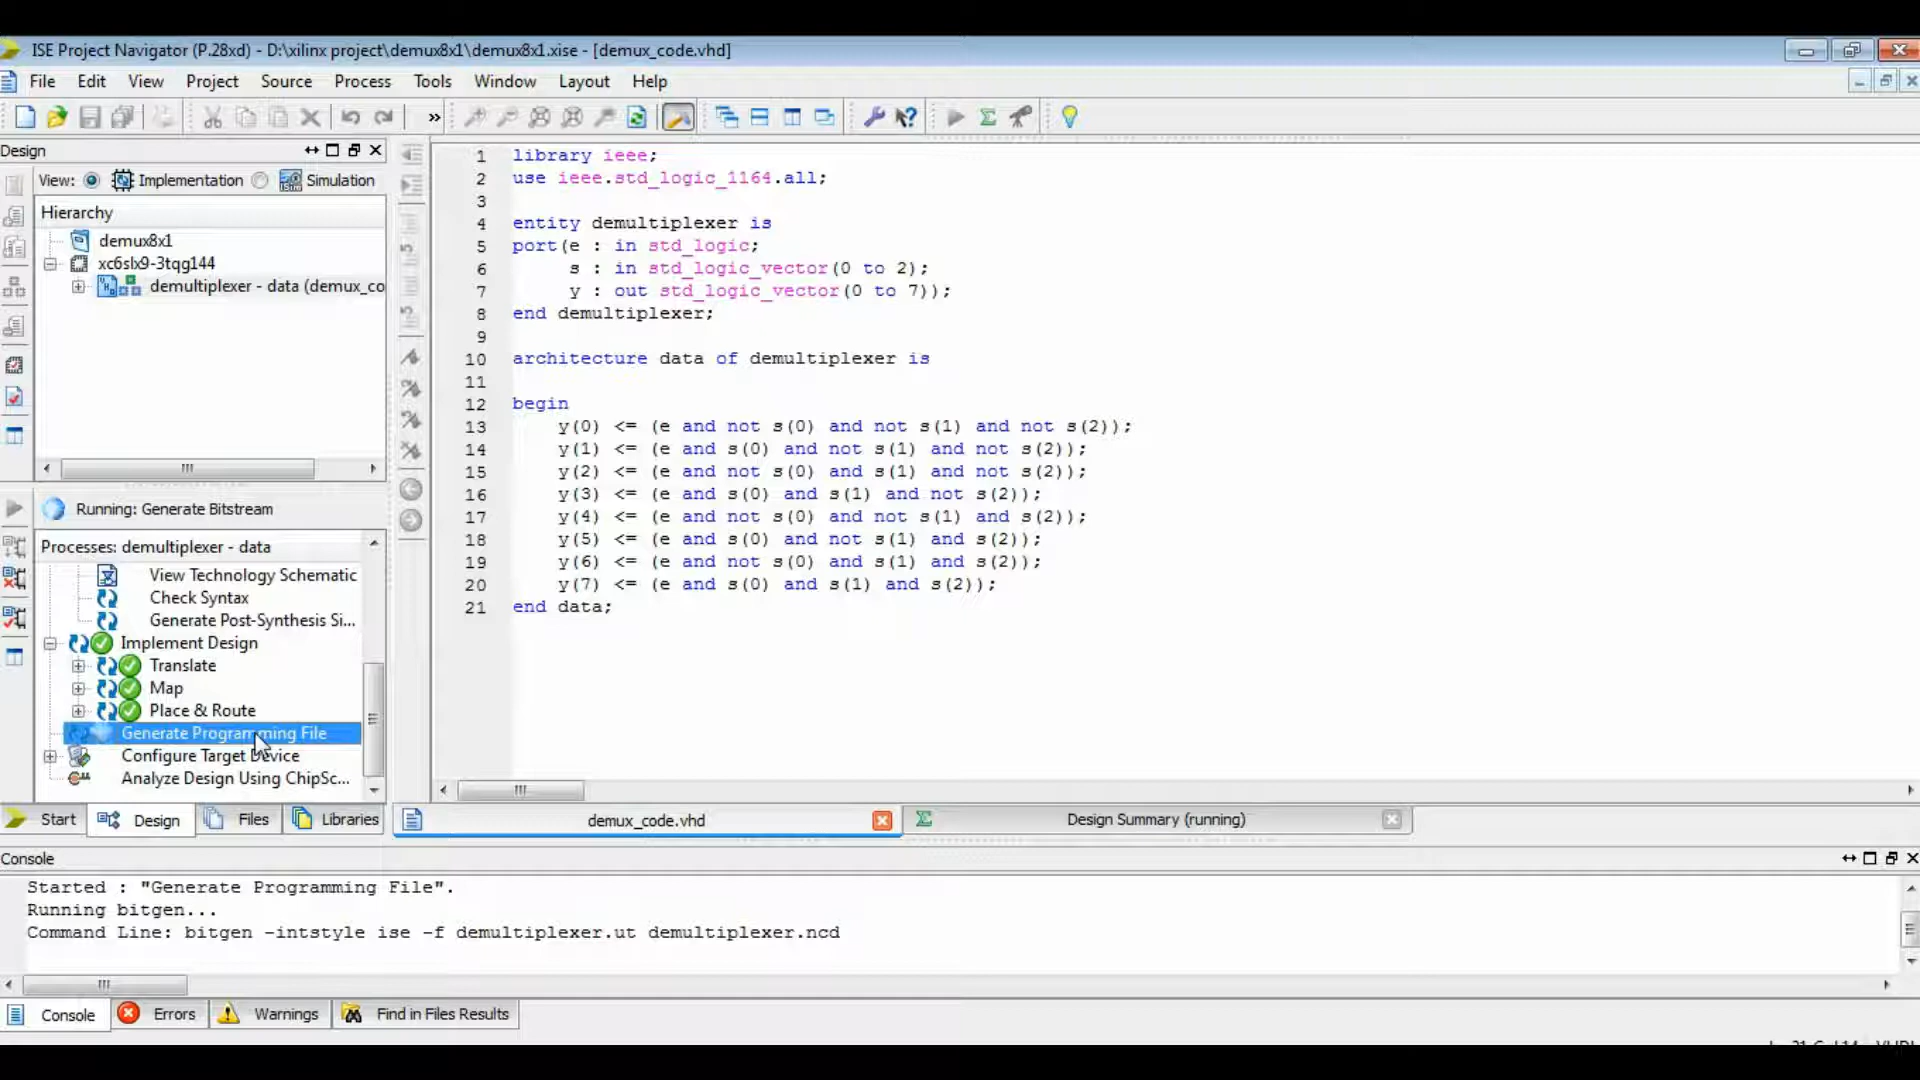 ISE Project Navigator (P.28xd) - D:\xilinx project\demux8x1\demux8x1.xise - [demux_code.vhd]
File Edit View Project Source Process Tools Window Layout Help
Design
View: Implementation Simulation
Hierarchy
demux8x1
xc6slx9-3tqg144
demultiplexer - data (demux_co
Running: Generate Bitstream
Processes: demultiplexer - data
View Technology Schematic
Check Syntax
Generate Post-Synthesis Si...
Implement Design
Translate
Map
Place & Route
Generate Programming File
Configure Target Device
Analyze Design Using ChipSc...
Start Design Files Libraries
1 library ieee;
2 use ieee.std_logic_1164.all;
3
4 entity demultiplexer is
5 port(e : in std_logic;
6 s : in std_logic_vector(0 to 2);
7 y : out std_logic_vector(0 to 7));
8 end demultiplexer;
9
10 architecture data of demultiplexer is
11
12 begin
13 y(0) <= (e and not s(0) and not s(1) and not s(2));
14 y(1) <= (e and s(0) and not s(1) and not s(2));
15 y(2) <= (e and not s(0) and s(1) and not s(2));
16 y(3) <= (e and s(0) and s(1) and not s(2));
17 y(4) <= (e and not s(0) and not s(1) and s(2));
18 y(5) <= (e and s(0) and not s(1) and s(2));
19 y(6) <= (e and not s(0) and s(1) and s(2));
20 y(7) <= (e and s(0) and s(1) and s(2));
21 end data;
demux_code.vhd Design Summary (running)
Console
Started : "Generate Programming File".
Running bitgen...
Command Line: bitgen -intstyle ise -f demultiplexer.ut demultiplexer.ncd
Console Errors Warnings Find in Files Results